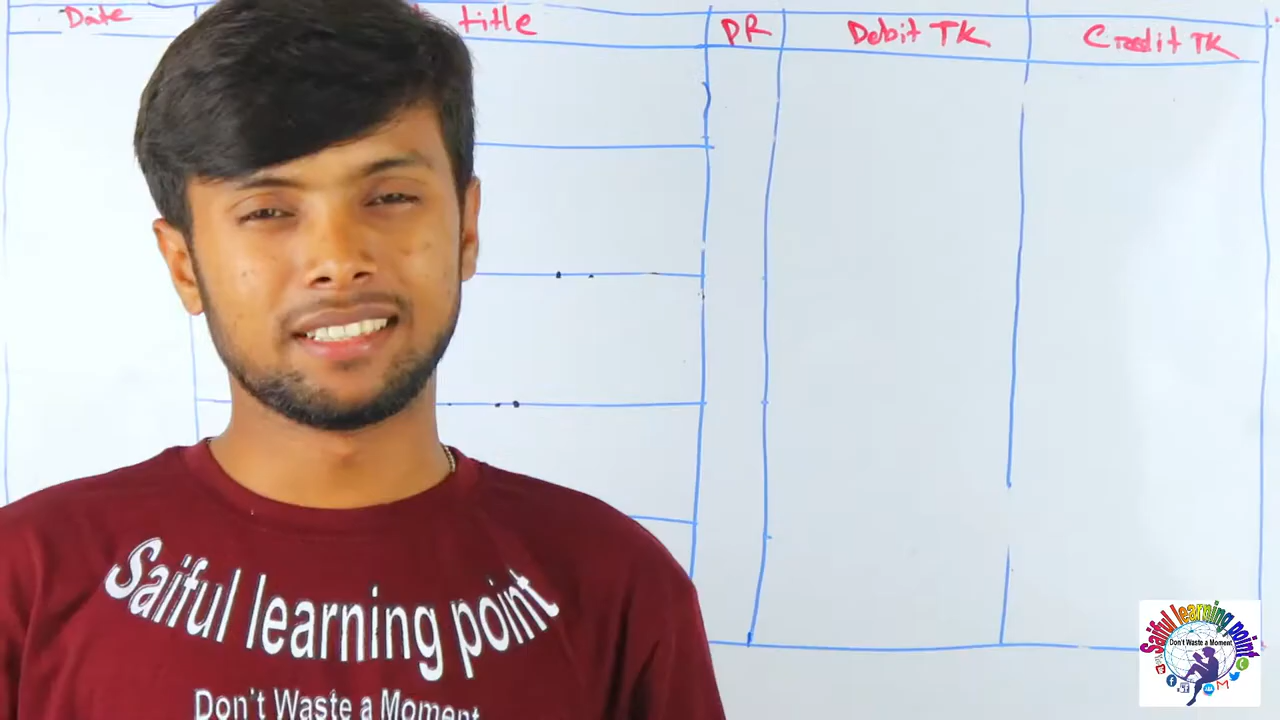 Date
title
PR
Debit TK
Credit TK
Saiful learning point
Don't Waste a Moment
Saiful learning point
Don't Waste a Moment